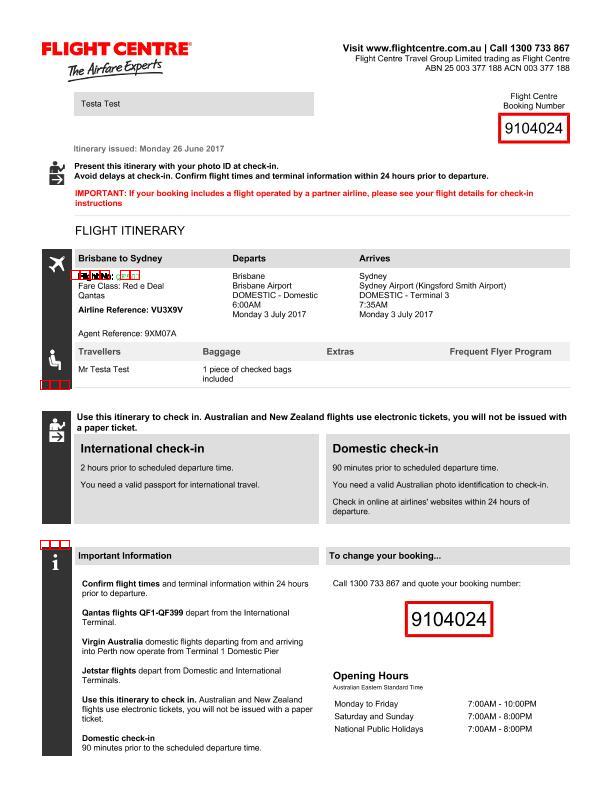 FLIGHT CENTRE
The Airfare Experts
Visit www.flightcentre.com.au | Call 1300 733 867
Flight Centre Travel Group Limited trading as Flight Centre
ABN 25 003 377 188 ACN 003 377 188
Testa Test
Flight Centre
Booking Number
9104024
Itinerary issued: Monday 26 June 2017
Present this itinerary with your photo ID at check-in.
Avoid delays at check-in. Confirm flight times and terminal information within 24 hours prior to departure.
IMPORTANT: If your booking includes a flight operated by a partner airline, please see your flight details for check-in
instructions
FLIGHT ITINERARY
Brisbane to Sydney Departs Arrives
Flight No: Brisbane Sydney
Fare Class: Red e Deal Brisbane Airport Sydney Airport (Kingsford Smith Airport)
Qantas DOMESTIC - Domestic DOMESTIC - Terminal 3
6:00AM 7:35AM
Airline Reference: VU3X9V Monday 3 July 2017 Monday 3 July 2017
Agent Reference: 9XM07A
Travellers Baggage Extras Frequent Flyer Program
Mr Testa Test 1 piece of checked bags
included
Use this itinerary to check in. Australian and New Zealand flights use electronic tickets, you will not be issued with
a paper ticket.
International check-in
2 hours prior to scheduled departure time.
You need a valid passport for international travel.
Domestic check-in
90 minutes prior to scheduled departure time.
You need a valid Australian photo identification to check-in.
Check in online at airlines' websites within 24 hours of
departure.
Important Information
Confirm flight times and terminal information within 24 hours
prior to departure.
Qantas flights QF1-QF399 depart from the International
Terminal.
Virgin Australia domestic flights departing from and arriving
into Perth now operate from Terminal 1 Domestic Pier
Jetstar flights depart from Domestic and International
Terminals.
Use this itinerary to check in. Australian and New Zealand
flights use electronic tickets, you will not be issued with a paper
ticket.
Domestic check-in
90 minutes prior to the scheduled departure time.
To change your booking...
Call 1300 733 867 and quote your booking number:
9104024
Opening Hours
Australian Eastern Standard Time
Monday to Friday 7:00AM - 10:00PM
Saturday and Sunday 7:00AM - 8:00PM
National Public Holidays 7:00AM - 8:00PM